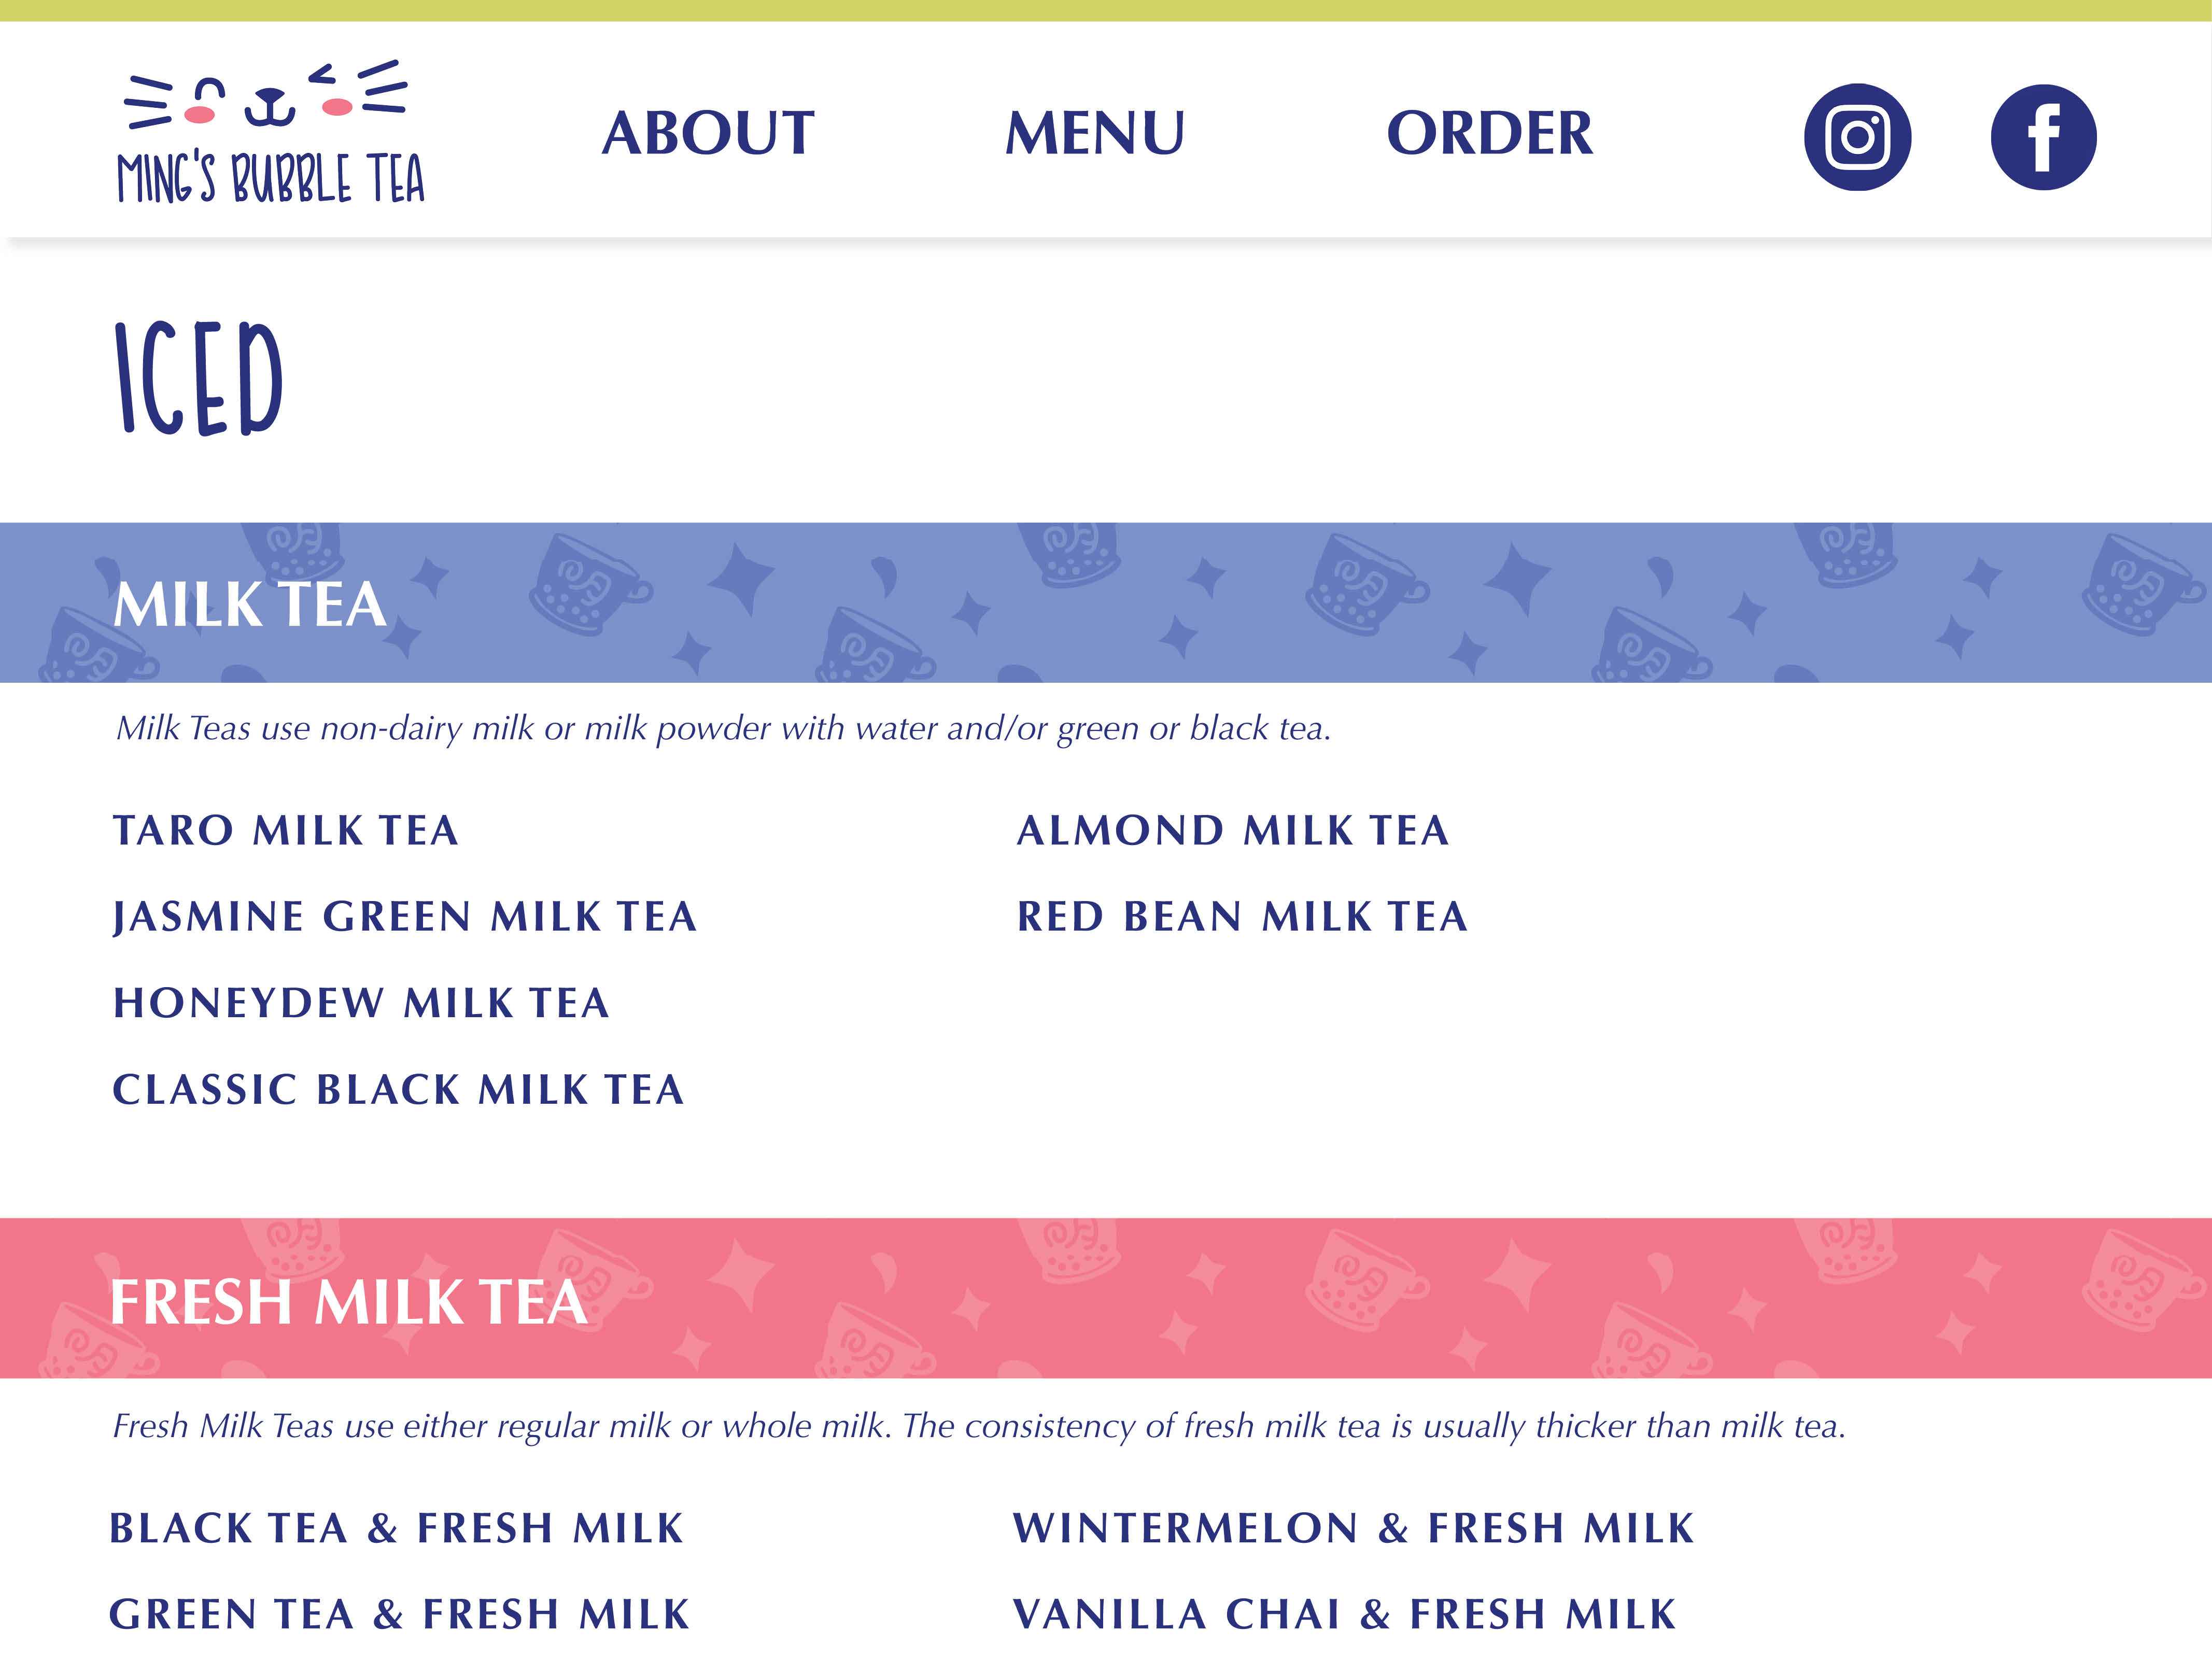 MING'S BUBBLE TEA
ABOUT
MENU
ORDER
ICED
MILK TEA
Milk Teas use non-dairy milk or milk powder with water and/or green or black tea.
TARO MILK TEA
JASMINE GREEN MILK TEA
HONEYDEW MILK TEA
CLASSIC BLACK MILK TEA
ALMOND MILK TEA
RED BEAN MILK TEA
FRESH MILK TEA
Fresh Milk Teas use either regular milk or whole milk. The consistency of fresh milk tea is usually thicker than milk tea.
BLACK TEA & FRESH MILK
GREEN TEA & FRESH MILK
WINTERMELON & FRESH MILK
VANILLA CHAI & FRESH MILK